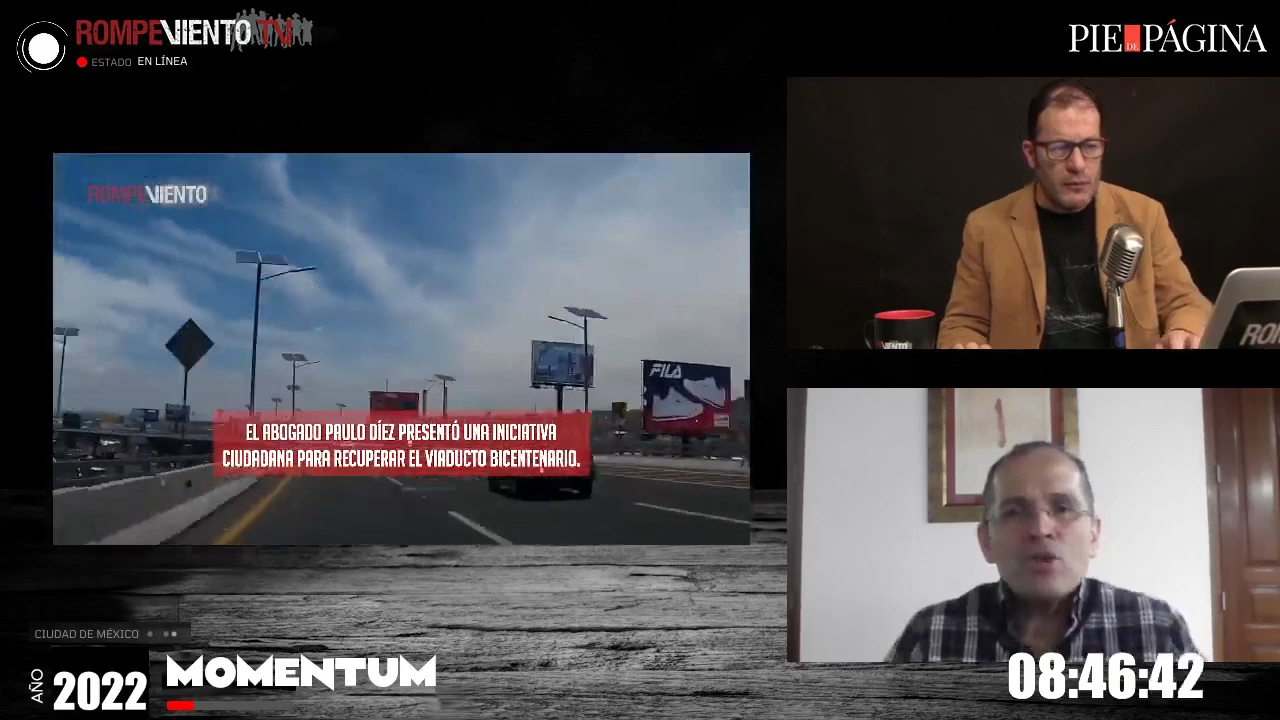 ROMPEVIENTO TV
ESTADO EN LÍNEA
PIE DE PÁGINA
ROMPEVIENTO
FILA
EL ABOGADO PAULO DÍEZ PRESENTÓ UNA INICIATIVA
CIUDADANA PARA RECUPERAR EL VIADUCTO BICENTENARIO.
CIUDAD DE MÉXICO
AÑO 2022
MOMENTUM
08:46:42